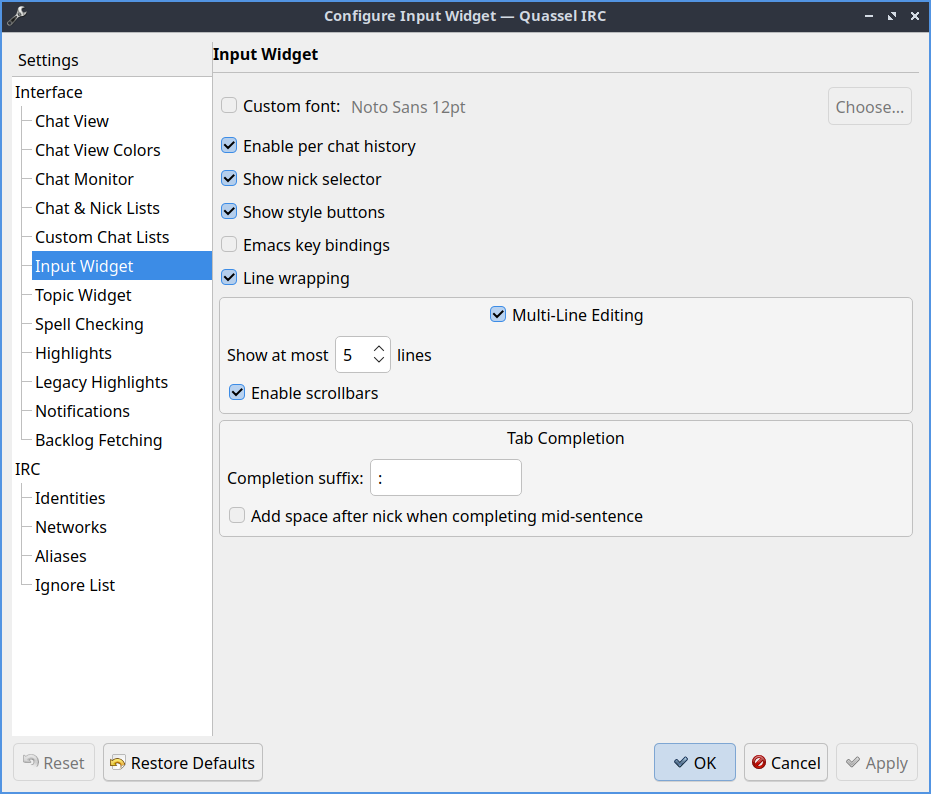 Configure Input Widget — Quassel IRC
Settings
Interface
Chat View
Chat View Colors
Chat Monitor
Chat & Nick Lists
Custom Chat Lists
Input Widget
Topic Widget
Spell Checking
Highlights
Legacy Highlights
Notifications
Backlog Fetching
IRC
Identities
Networks
Aliases
Ignore List
Input Widget
Custom font: Noto Sans 12pt Choose...
Enable per chat history
Show nick selector
Show style buttons
Emacs key bindings
Line wrapping
Multi-Line Editing
Show at most 5 lines
Enable scrollbars
Tab Completion
Completion suffix: :
Add space after nick when completing mid-sentence
Reset Restore Defaults OK Cancel Apply